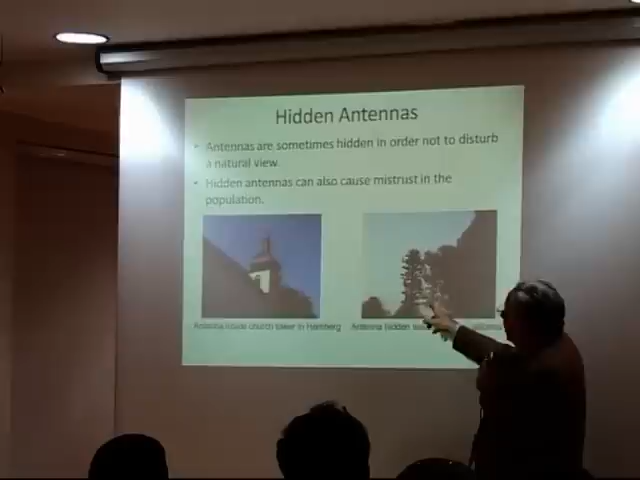 Hidden Antennas
• Antennas are sometimes hidden in order not to disturb
a natural view.
• Hidden antennas can also cause mistrust in the
population.
Antenna inside church tower in Hamberg
Antenna hidden